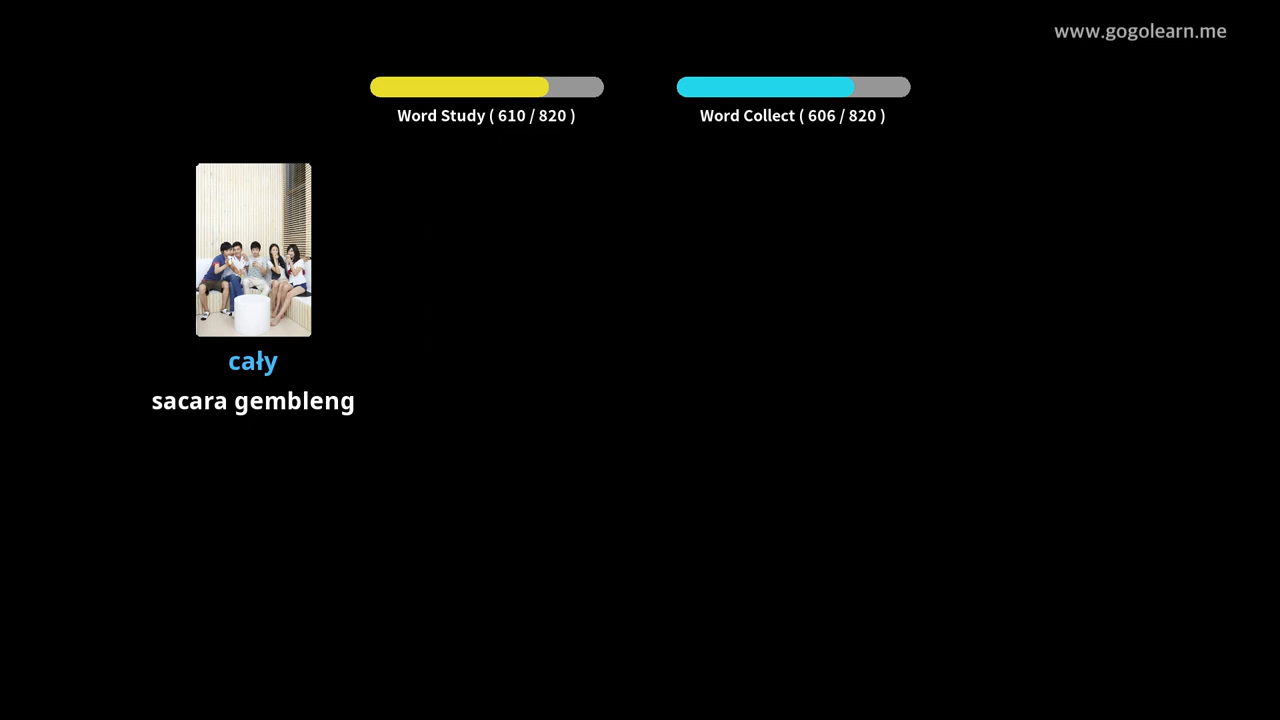 www.gogolearn.me
Word Study ( 610 / 820 )
Word Collect ( 606 / 820 )
cały
sacara gembleng